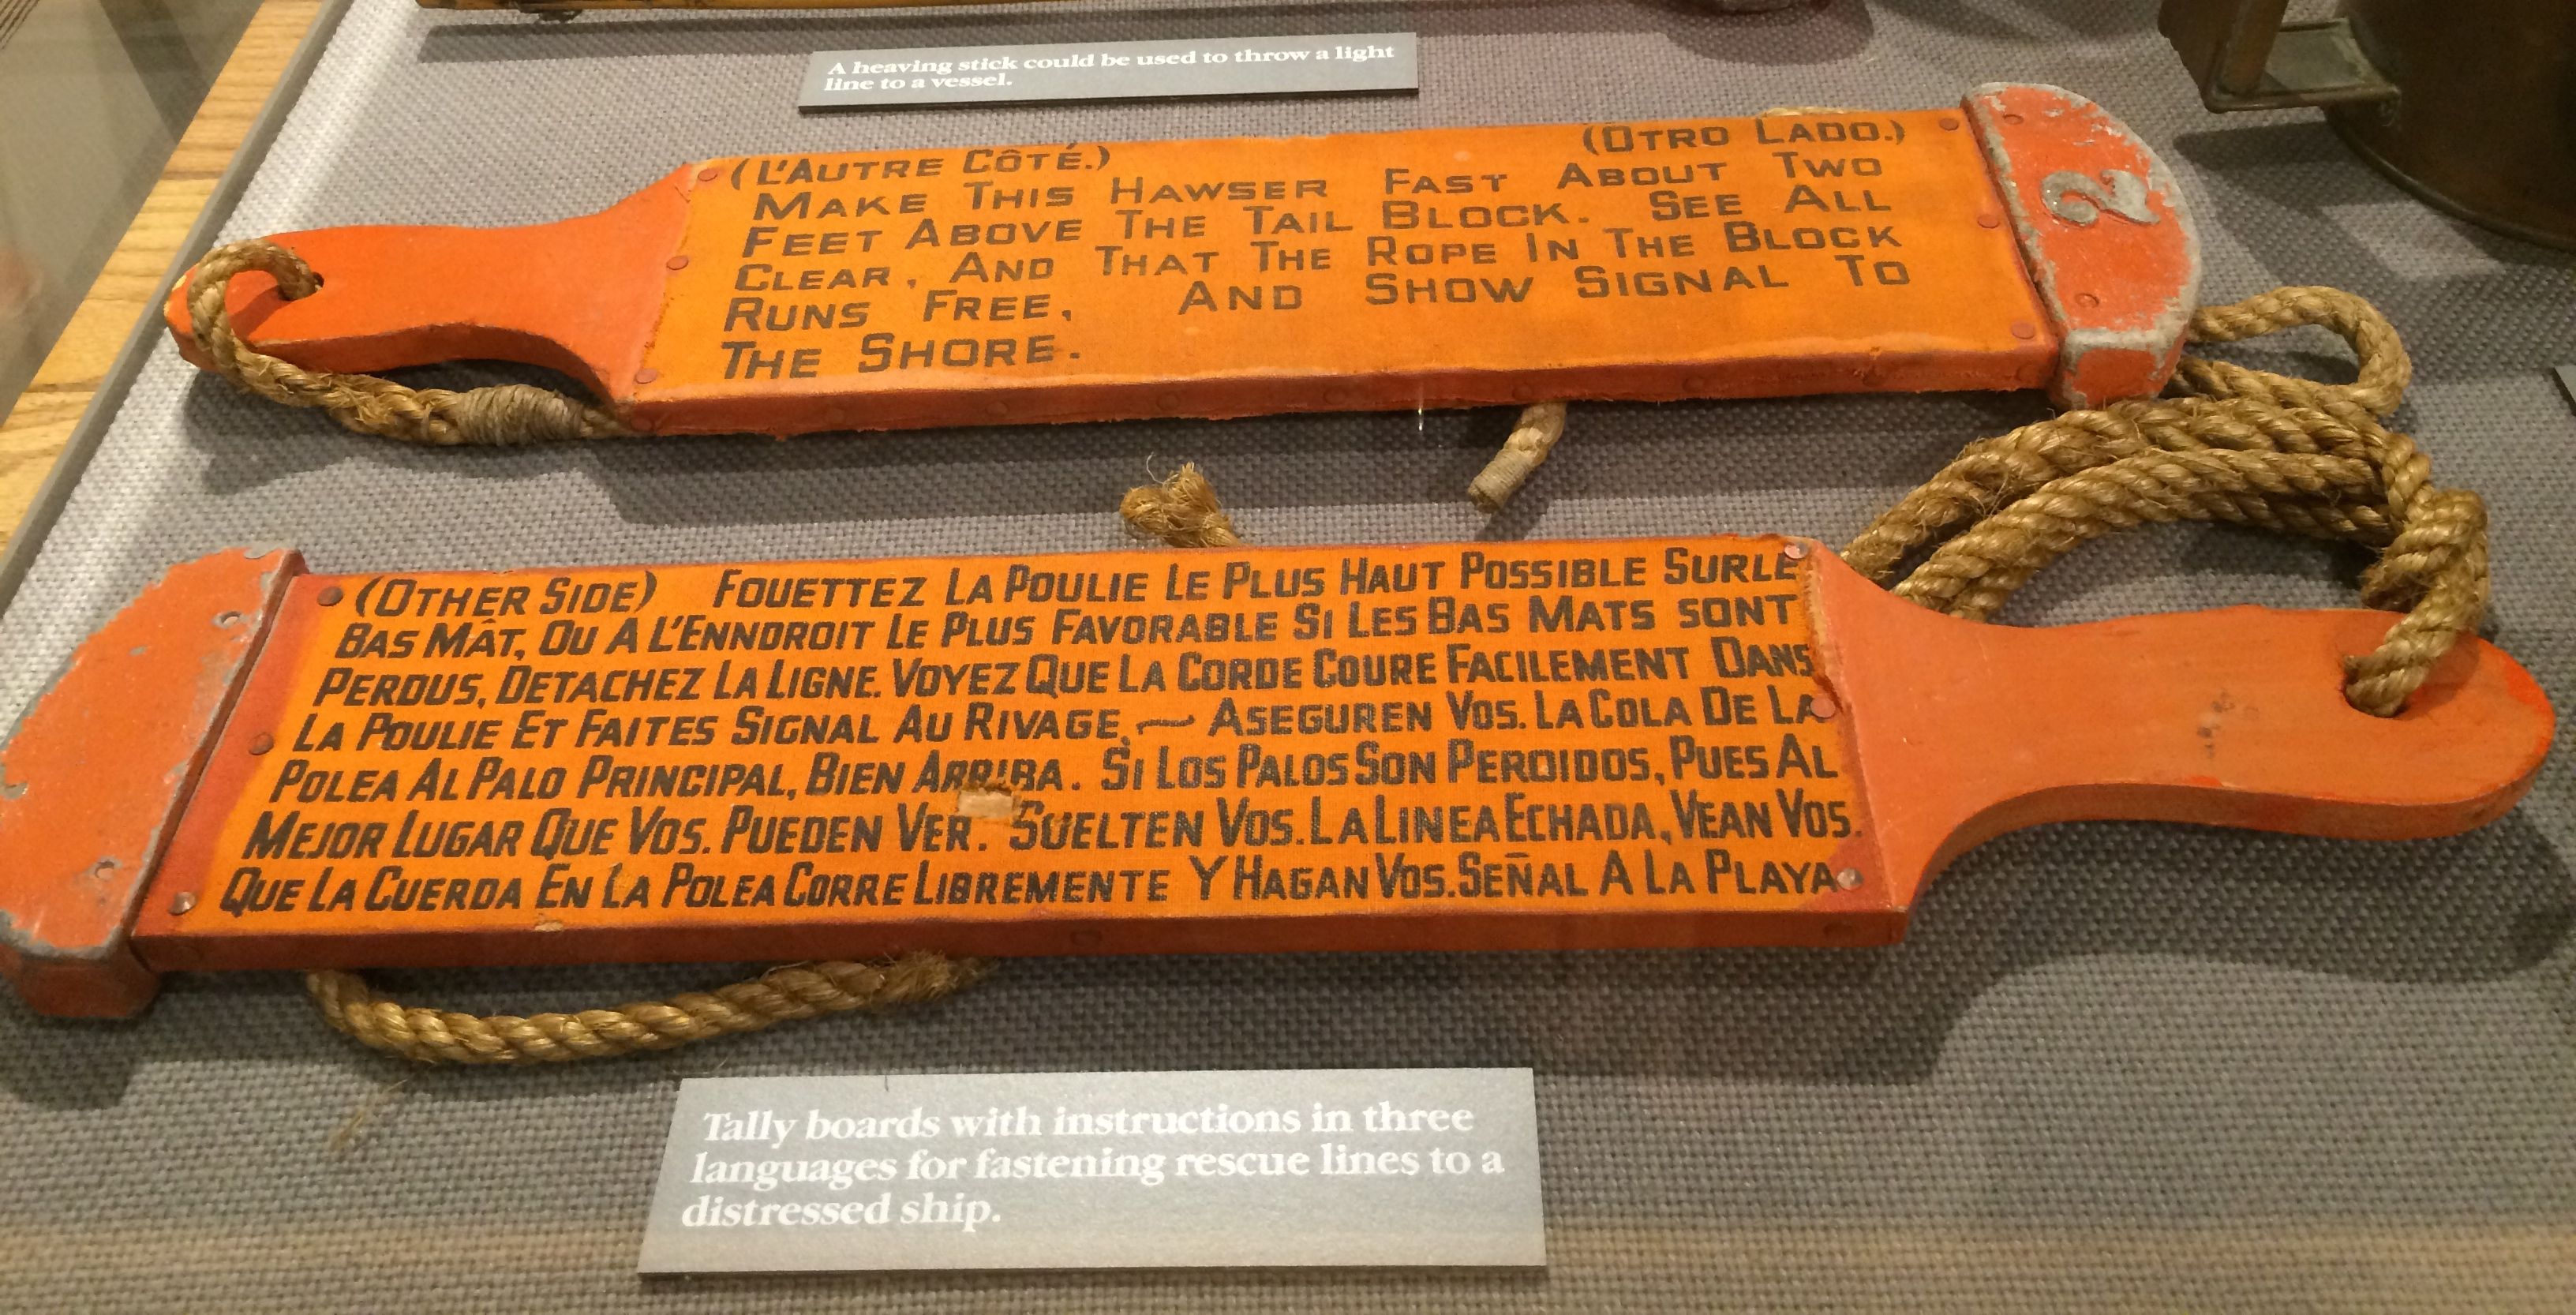 A heaving stick could be used to throw a light
line to a vessel.
(L'AUTRE CÔTÉ.) (OTRO LADO.)
MAKE THIS HAWSER FAST ABOUT TWO
FEET ABOVE THE TAIL BLOCK. SEE ALL
CLEAR, AND THAT THE ROPE IN THE BLOCK
RUNS FREE, AND SHOW SIGNAL TO
THE SHORE.
2
(OTHER SIDE) FOUETTEZ LA POULIE LE PLUS HAUT POSSIBLE SURLE
BAS MÂT, OU A L'ENNDROIT LE PLUS FAVORABLE SI LES BAS MATS SONT
PERDUS, DETACHEZ LA LIGNE. VOYEZ QUE LA CORDE COURE FACILEMENT DANS
LA POULIE ET FAITES SIGNAL AU RIVAGE. ~ ASEGUREN VOS. LA COLA DE LA
POLEA AL PALO PRINCIPAL, BIEN ARRIBA. SI LOS PALOS SON PERDIDOS, PUES AL
MEJOR LUGAR QUE VOS. PUEDEN VER. SUELTEN VOS. LA LINEA ECHADA, VEAN VOS.
QUE LA CUERDA EN LA POLEA CORRE LIBREMENTE Y HAGAN VOS. SEÑAL A LA PLAYA
Tally boards with instructions in three
languages for fastening rescue lines to a
distressed ship.